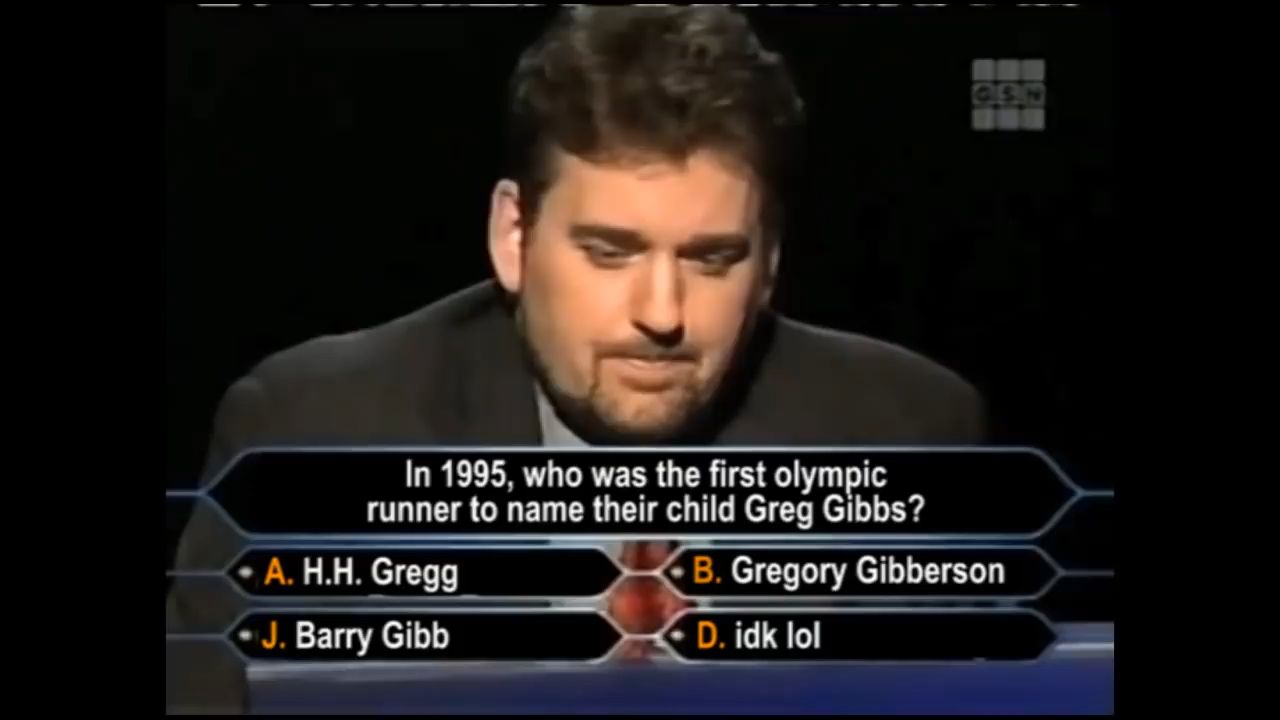 GSN
In 1995, who was the first olympic
runner to name their child Greg Gibbs?
A. H.H. Gregg
B. Gregory Gibberson
J. Barry Gibb
D. idk lol